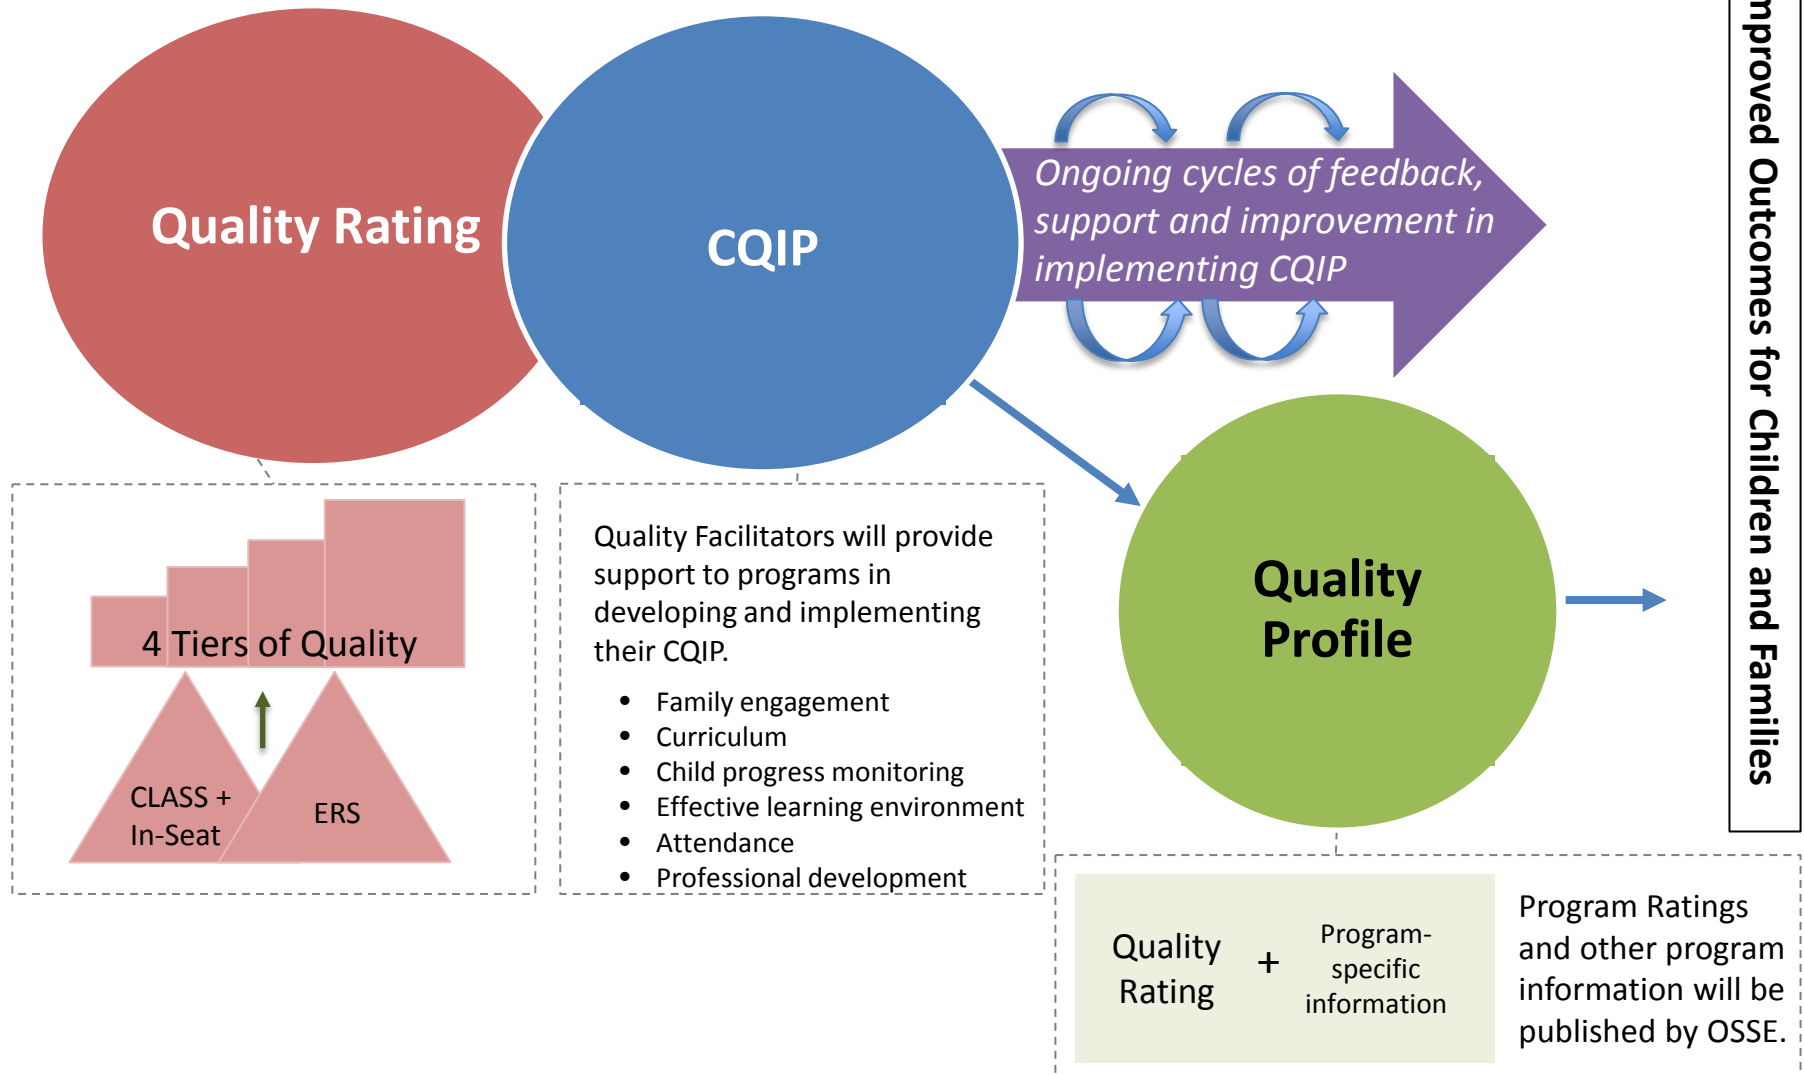 Quality Rating
CQIP
Ongoing cycles of feedback,
support and improvement in
implementing CQIP
mproved Outcomes for Children and Families
4 Tiers of Quality
CLASS +
In-Seat
ERS
Quality Facilitators will provide
support to programs in
developing and implementing
their CQIP.
• Family engagement
• Curriculum
• Child progress monitoring
• Effective learning environment
• Attendance
• Professional development
Quality
Profile
Quality
Rating
+
Program-
specific
information
Program Ratings
and other program
information will be
published by OSSE.